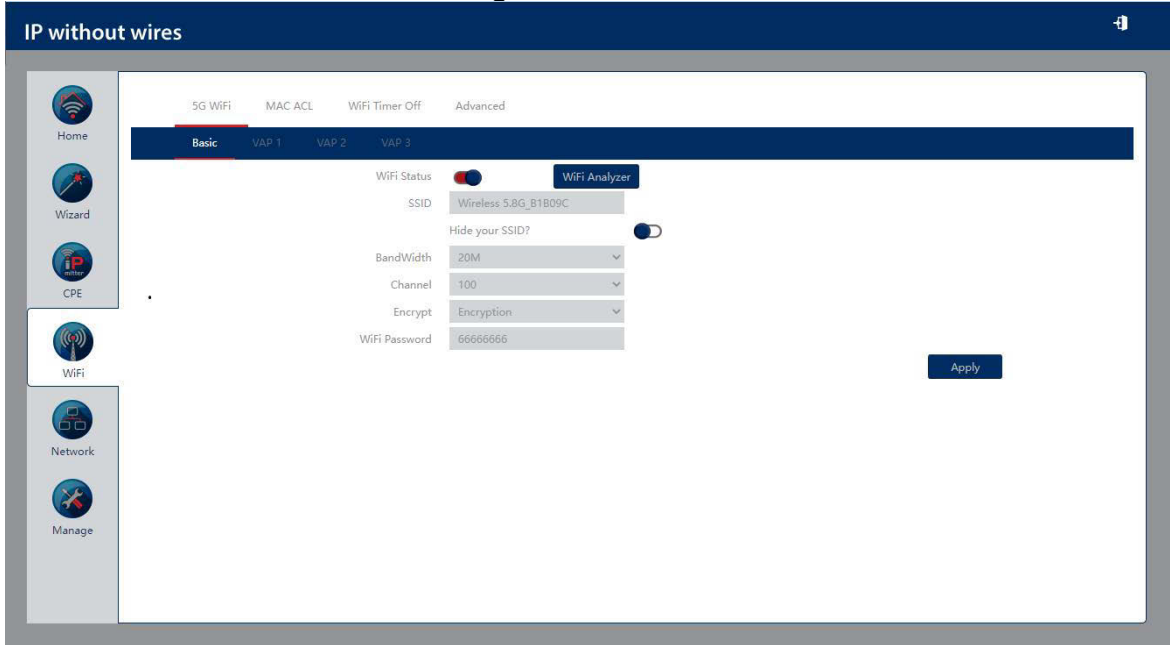 IP without wires
Home
Wizard
iP
mitter
CPE
WiFi
Network
Manage
5G WiFi MAC ACL WiFi Timer Off Advanced
Basic VAP 1 VAP 2 VAP 3
WiFi Status WiFi Analyzer
SSID Wireless 5.8G_B1B09C
Hide your SSID?
BandWidth 20M
Channel 100
Encrypt Encryption
WiFi Password 66666666
Apply